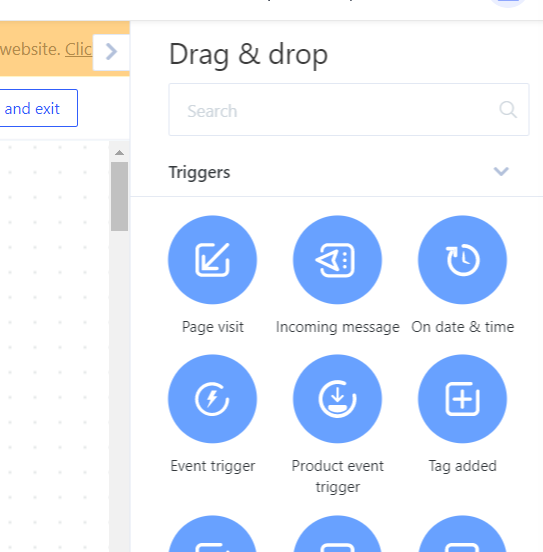 Drag & drop
website. Clic
and exit
Search
Triggers
Page visit
Incoming message
On date & time
Event trigger
Product event
trigger
Tag added